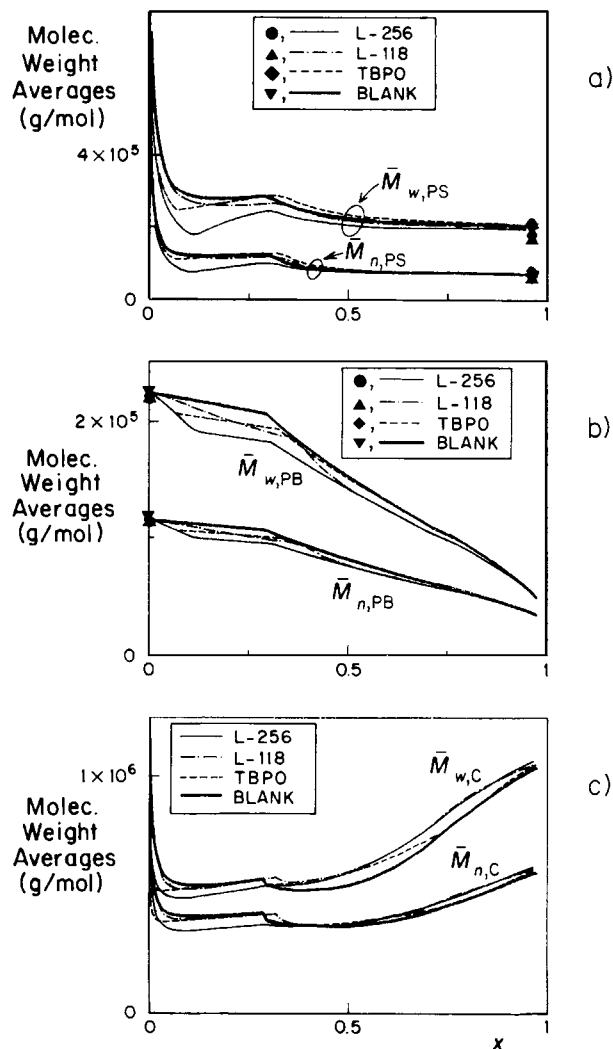 a)
Molec.
Weight
Averages
(g/mol)
●, — L-256
▲, —·— L-118
◆, ---- TBPO
▼, — BLANK
4×10⁵
M̄w,PS
M̄n,PS
0
0 0.5 1
b)
●, — L-256
▲, —·— L-118
◆, ---- TBPO
▼, — BLANK
2×10⁵
Molec.
Weight
Averages
(g/mol)
M̄w,PB
M̄n,PB
0
0 0.5 1
c)
L-256
L-118
TBPO
BLANK
1×10⁶
Molec.
Weight
Averages
(g/mol)
M̄w,C
M̄n,C
0
0 0.5 x 1